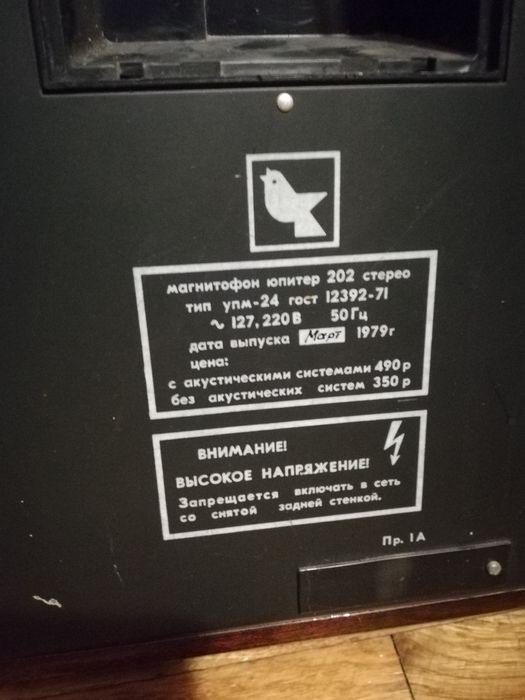 магнитофон юпитер 202 стерео
тип упм-24 гост 12392-71
~ 127,220 В 50 Гц
дата выпуска Март 1979г
цена:
с акустическими системами 490 р
без акустических систем 350 р
ВНИМАНИЕ!
ВЫСОКОЕ НАПРЯЖЕНИЕ!
Запрещается включать в сеть
со снятой задней стенкой.
Пр. 1А